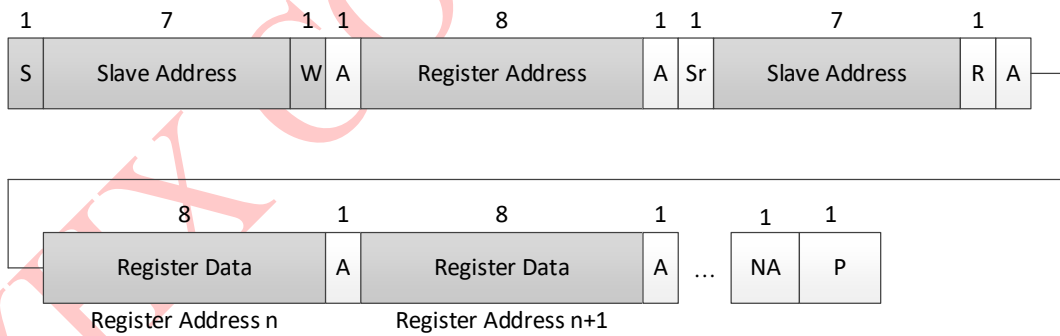 1 7 1 1 8 1 1 7 1
S Slave Address W A Register Address A Sr Slave Address R A
8 1 8 1 1 1
Register Data A Register Data A ... NA P
Register Address n Register Address n+1